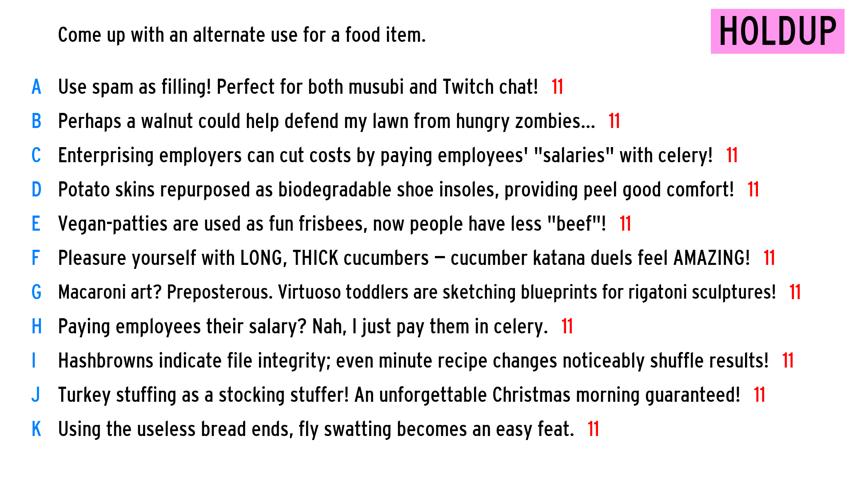 Come up with an alternate use for a food item.
HOLDUP
A Use spam as filling! Perfect for both musubi and Twitch chat! 11
B Perhaps a walnut could help defend my lawn from hungry zombies... 11
C Enterprising employers can cut costs by paying employees' "salaries" with celery! 11
D Potato skins repurposed as biodegradable shoe insoles, providing peel good comfort! 11
E Vegan-patties are used as fun frisbees, now people have less "beef"! 11
F Pleasure yourself with LONG, THICK cucumbers – cucumber katana duels feel AMAZING! 11
G Macaroni art? Preposterous. Virtuoso toddlers are sketching blueprints for rigatoni sculptures! 11
H Paying employees their salary? Nah, I just pay them in celery. 11
I Hashbrowns indicate file integrity; even minute recipe changes noticeably shuffle results! 11
J Turkey stuffing as a stocking stuffer! An unforgettable Christmas morning guaranteed! 11
K Using the useless bread ends, fly swatting becomes an easy feat. 11